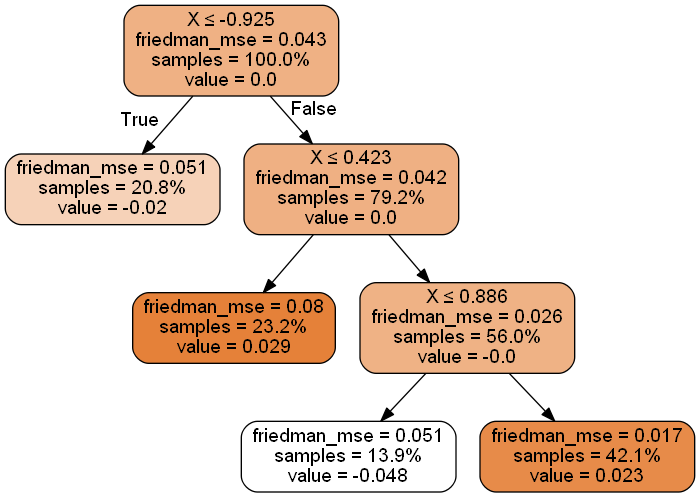 X ≤ -0.925
friedman_mse = 0.043
samples = 100.0%
value = 0.0
True
False
friedman_mse = 0.051
samples = 20.8%
value = -0.02
X ≤ 0.423
friedman_mse = 0.042
samples = 79.2%
value = 0.0
friedman_mse = 0.08
samples = 23.2%
value = 0.029
X ≤ 0.886
friedman_mse = 0.026
samples = 56.0%
value = -0.0
friedman_mse = 0.051
samples = 13.9%
value = -0.048
friedman_mse = 0.017
samples = 42.1%
value = 0.023